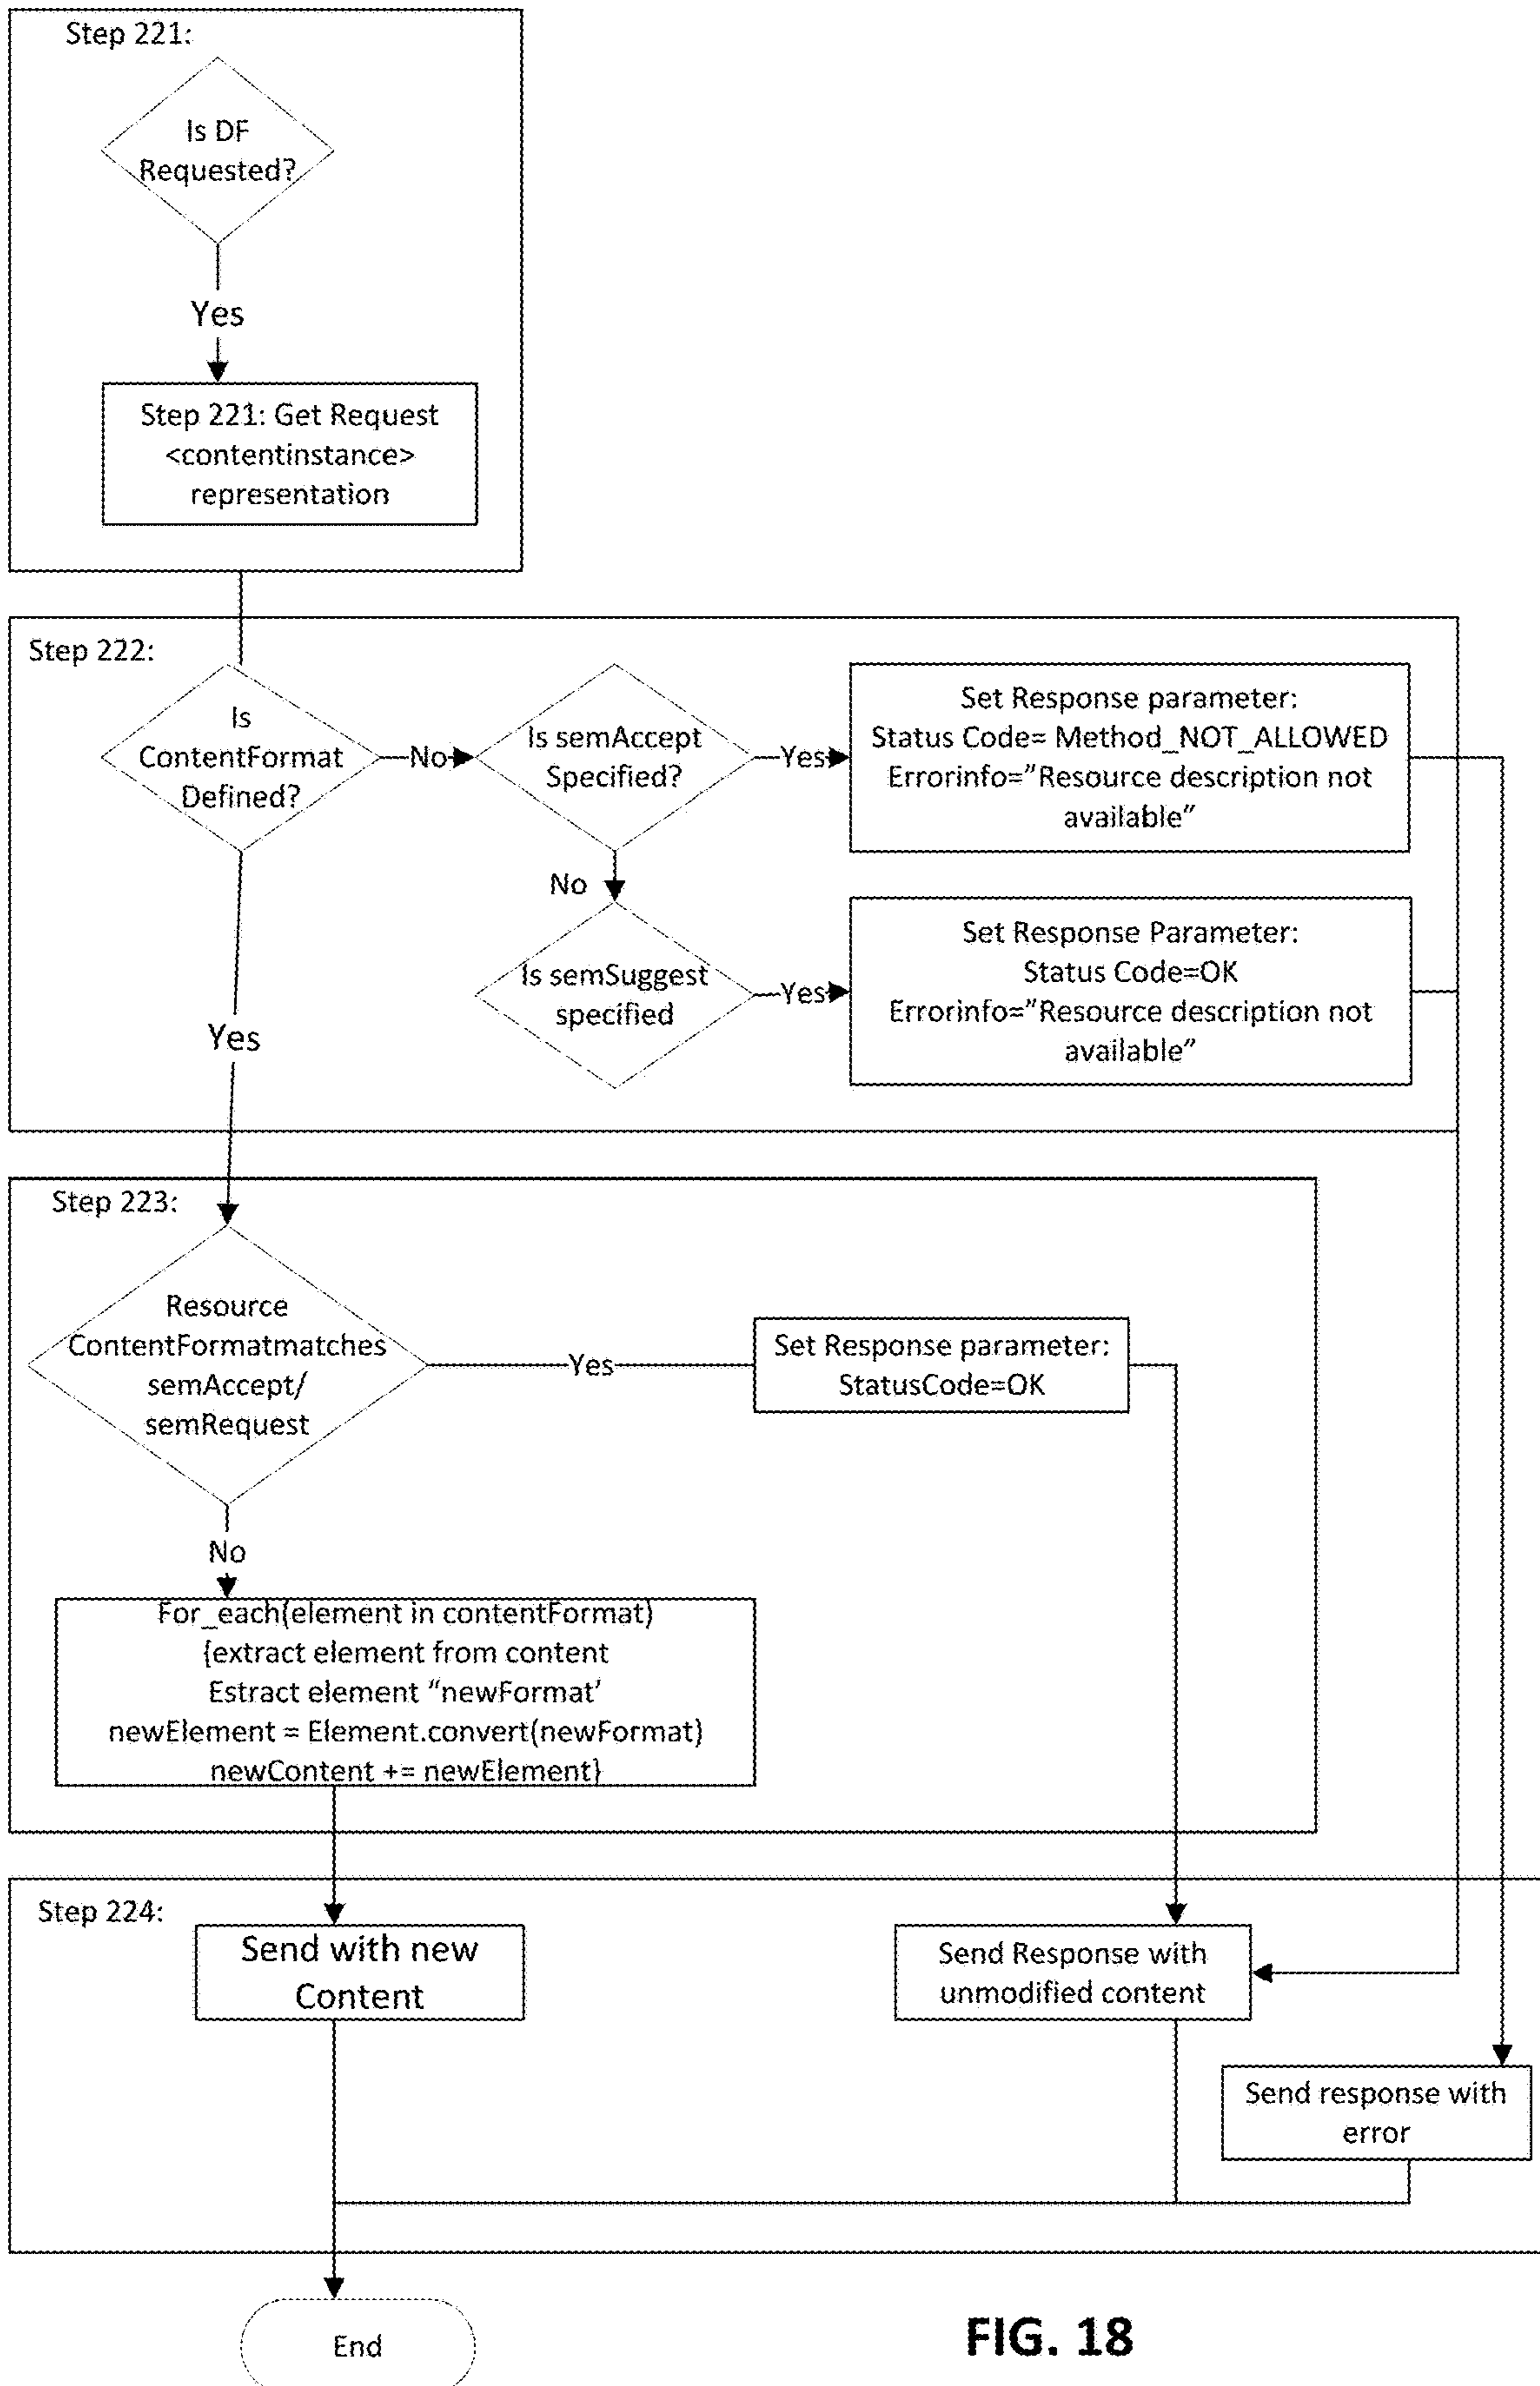 Step 221:
Is DF
Requested?
Yes
Step 221: Get Request
<contentinstance>
representation
Step 222:
Is
ContentFormat
Defined?
No
Is semAccept
Specified?
Yes
Set Response parameter:
Status Code= Method_NOT_ALLOWED
Errorinfo=”Resource description not
available”
No
Is semSuggest
specified
Yes
Set Response Parameter:
Status Code=OK
Errorinfo=”Resource description not
available”
Yes
Step 223:
Resource
ContentFormatmatches
semAccept/
semRequest
Yes
Set Response parameter:
StatusCode=OK
No
For_each(element in contentFormat)
{extract element from content
Estract element “newFormat’
newElement = Element.convert(newFormat)
newContent += newElement}
Step 224:
Send with new
Content
Send Response with
unmodified content
Send response with
error
End
FIG. 18